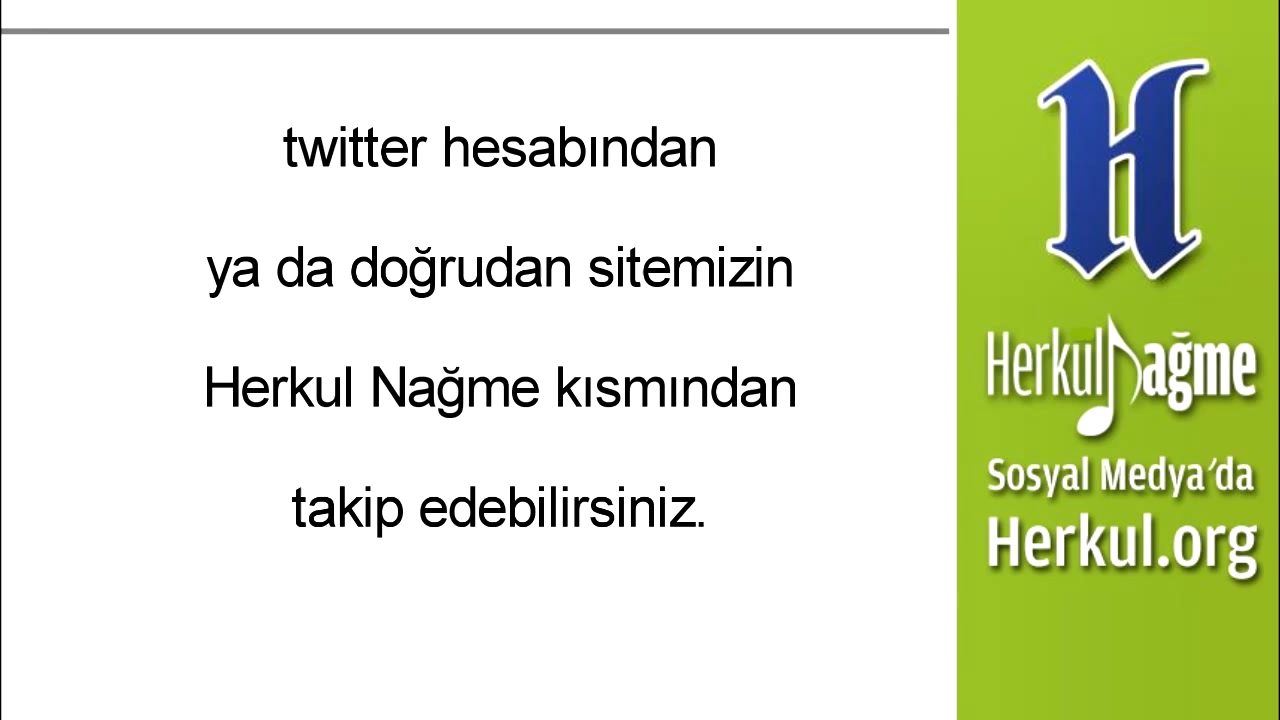 twitter hesabından
ya da doğrudan sitemizin
Herkul Nağme kısmından
takip edebilirsiniz.
H
Herkul Nağme
Sosyal Medya'da
Herkul.org